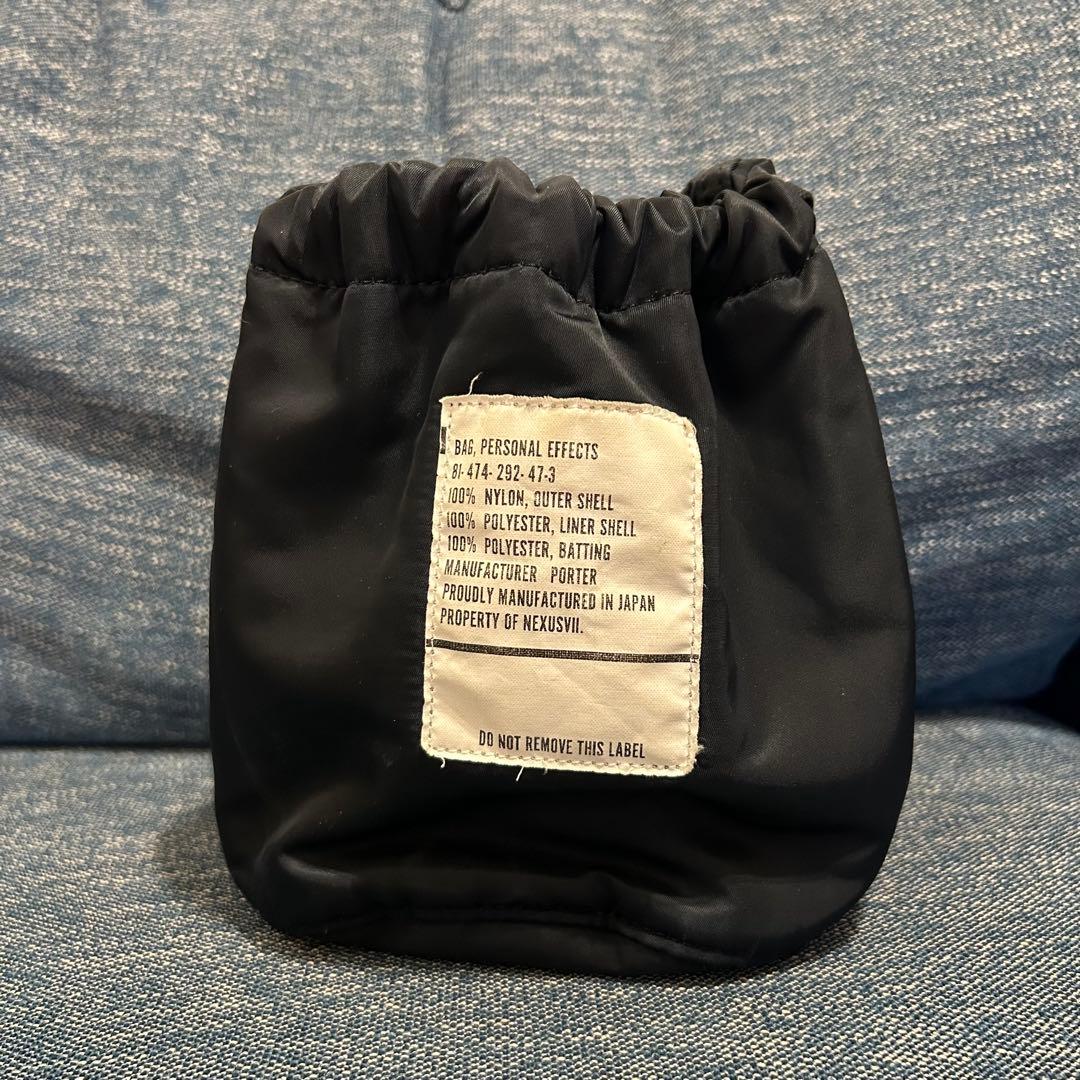 BAG, PERSONAL EFFECTS
81-474-292-47-3
100% NYLON, OUTER SHELL
100% POLYESTER, LINER SHELL
100% POLYESTER, BATTING
MANUFACTURER PORTER
PROUDLY MANUFACTURED IN JAPAN
PROPERTY OF NEXUSVII.
DO NOT REMOVE THIS LABEL